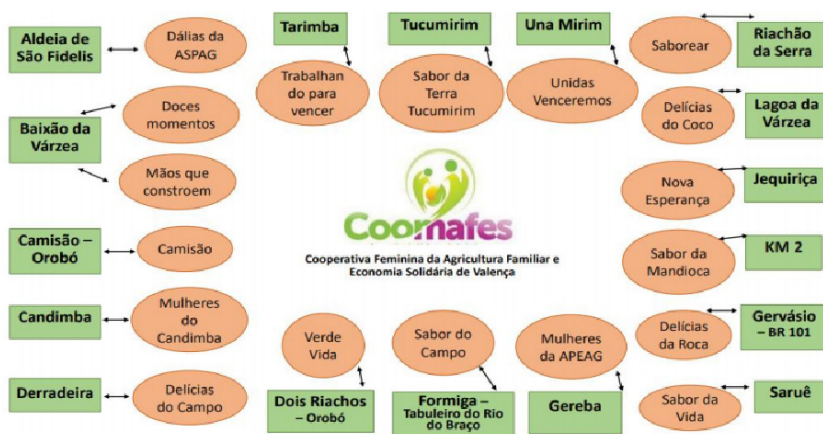 Aldeia de
São Fidelis
Dálias da
ASPAG
Tarimba
Trabalhan
do para
vencer
Tucumirim
Sabor da
Terra
Tucumirim
Una Mirim
Unidas
Venceremos
Saborear
Riachão
da Serra
Baixão da
Várzea
Doces
momentos
Mãos que
constroem
Delícias
do Coco
Lagoa da
Várzea
Nova
Esperança
Jequiriça
Coomafes
Cooperativa Feminina da Agricultura Familiar e
Economia Solidária de Valença
Camisão –
Orobó
Camisão
Sabor da
Mandioca
KM 2
Candimba
Mulheres
do
Candimba
Verde
Vida
Dois Riachos
– Orobó
Sabor do
Campo
Formiga –
Tabuleiro do Rio
do Braço
Mulheres
da APEAG
Gereba
Delícias
da Roca
Gervásio
– BR 101
Derradeira
Delícias
do Campo
Sabor da
Vida
Saruê